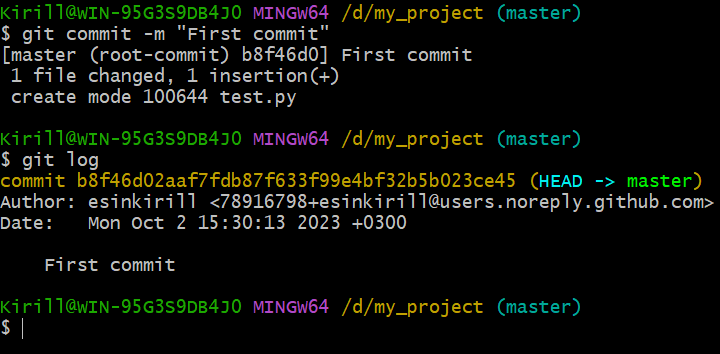 Kirill@WIN-95G3S9DB4J0 MINGW64 /d/my_project (master)
$ git commit -m "First commit"
[master (root-commit) b8f46d0] First commit
 1 file changed, 1 insertion(+)
 create mode 100644 test.py

Kirill@WIN-95G3S9DB4J0 MINGW64 /d/my_project (master)
$ git log
commit b8f46d02aaf7fdb87f633f99e4bf32b5b023ce45 (HEAD -> master)
Author: esinkirill <78916798+esinkirill@users.noreply.github.com>
Date:   Mon Oct 2 15:30:13 2023 +0300

    First commit

Kirill@WIN-95G3S9DB4J0 MINGW64 /d/my_project (master)
$